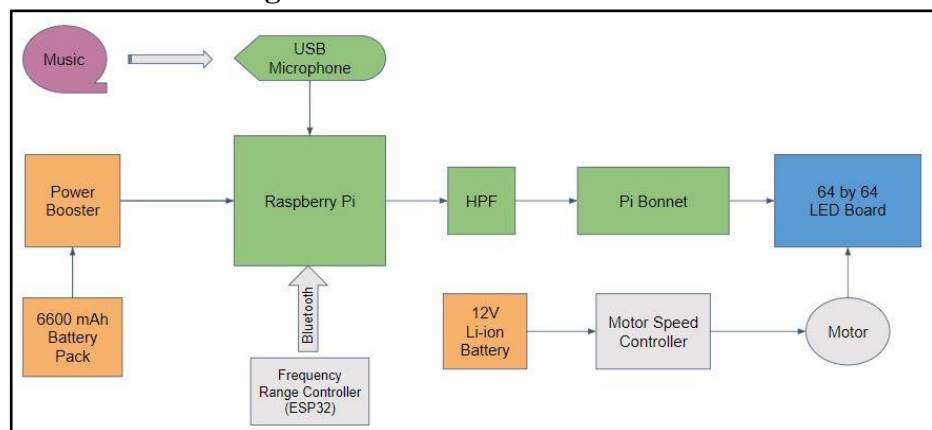 Music
USB
Microphone
Power
Booster
Raspberry Pi
HPF
Pi Bonnet
64 by 64
LED Board
6600 mAh
Battery
Pack
Bluetooth
Frequency
Range Controller
(ESP32)
12V
Li-ion
Battery
Motor Speed
Controller
Motor